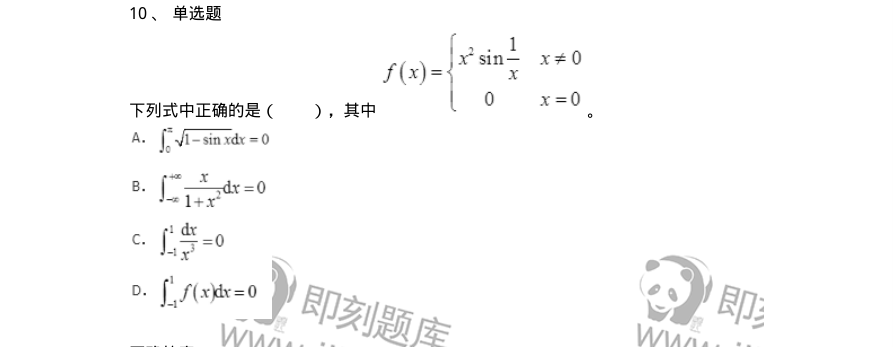 10 、 单选题
下列式中正确的是（  ），其中 f(x)={x² sin 1/x x≠0 0 x=0 。
A. ∫₀^π √(1−sin x)dx=0
B. ∫₋∞^+∞ x/(1+x²) dx=0
C. ∫₋₁^1 dx/x³=0
D. ∫₋₁^1 f(x)dx=0
即刻题库
即